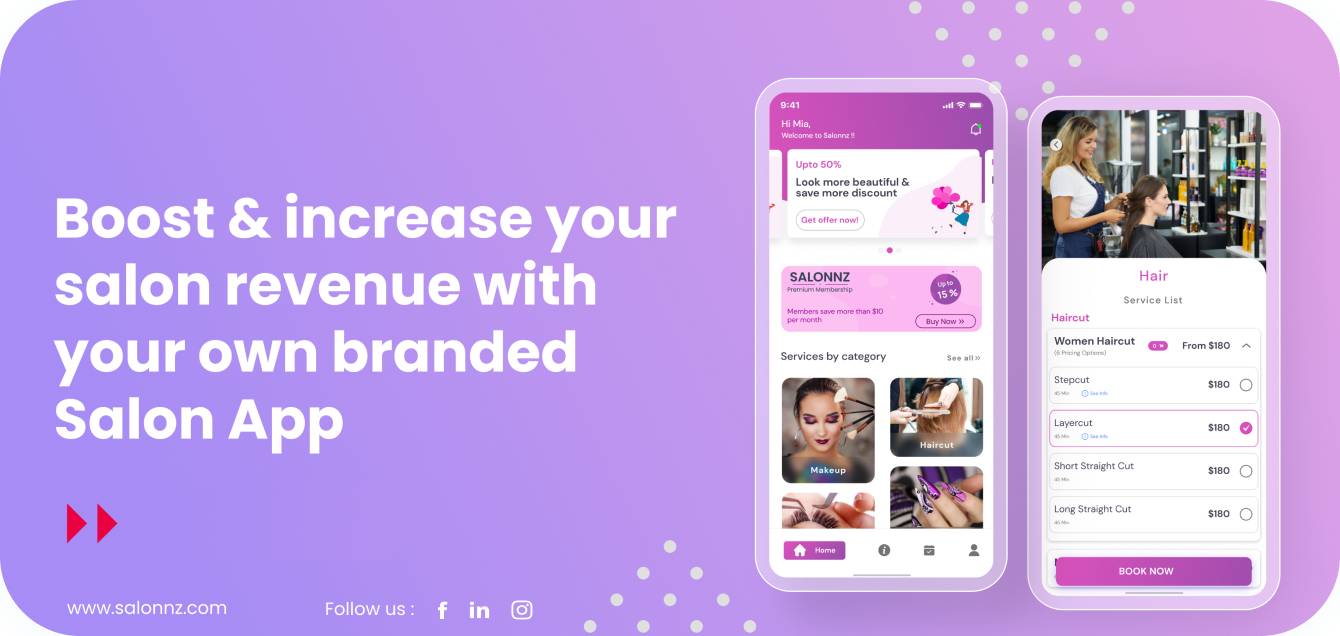 Boost & increase your
salon revenue with
your own branded
Salon App
www.salonnz.com
Follow us :
9:41
Hi Mia,
Welcome to Salonnz !!
Upto 50%
Look more beautiful &
save more discount
Get offer now!
SALONNZ
Premium Membership
Up to
15 %
Members save more than $10
per month
Buy Now
Services by category
See all
Makeup
Haircut
Home
Hair
Service List
Haircut
Women Haircut
0
From $180
(6 Pricing Options)
Stepcut
$180
45 Min
See Info
Layercut
$180
45 Min
See Info
Short Straight Cut
$180
45 Min
Long Straight Cut
$180
45 Min
BOOK NOW